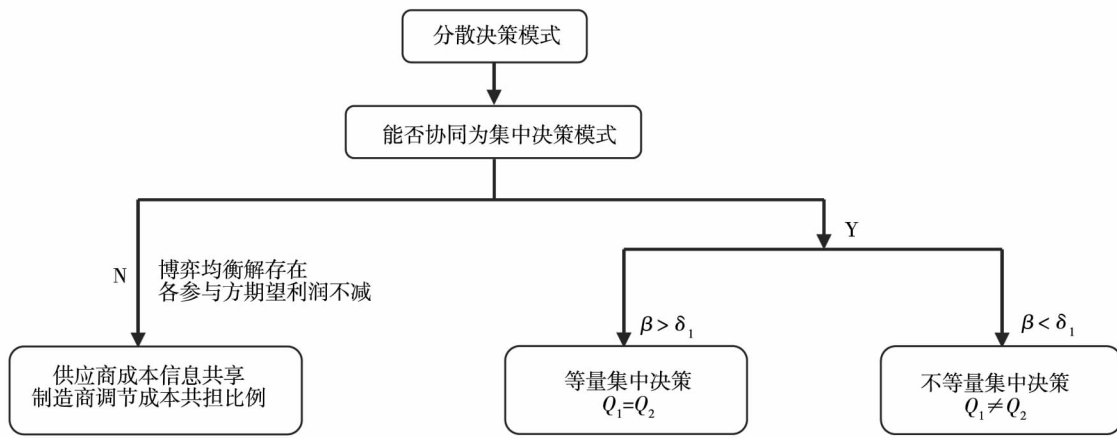 分散决策模式
能否协同为集中决策模式
N
博弈均衡解存在
各参与方期望利润不减
Y
β > δ₁
β < δ₁
供应商成本信息共享
制造商调节成本共担比例
等量集中决策
Q₁=Q₂
不等量集中决策
Q₁≠Q₂